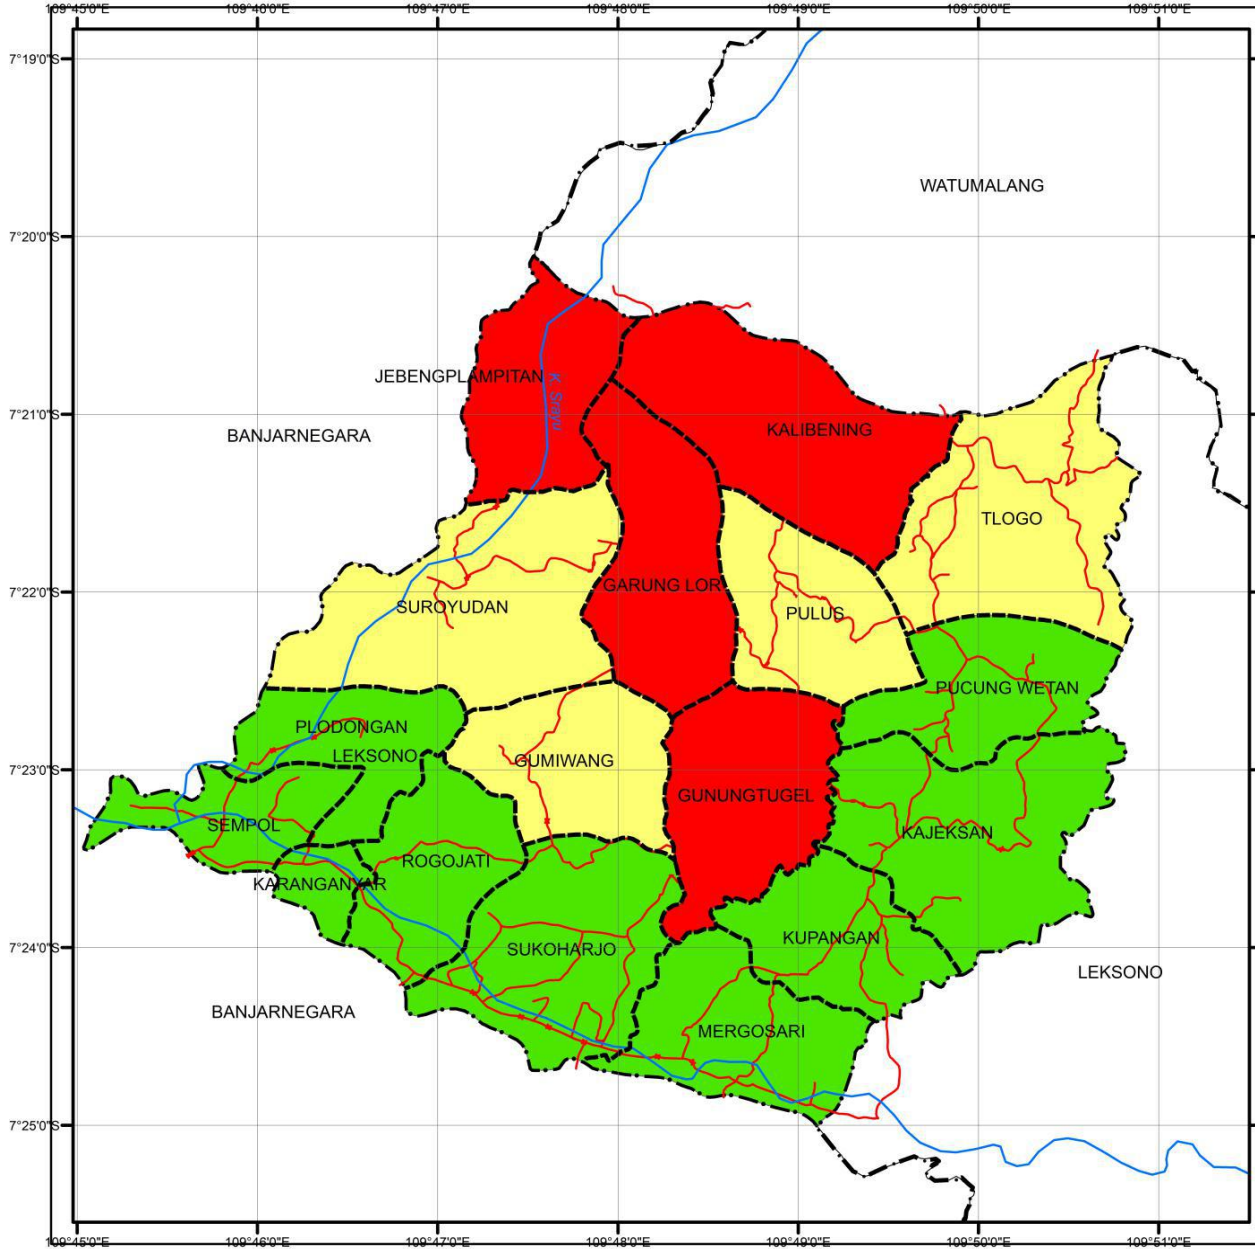 109°45'0"E 109°46'0"E 109°47'0"E 109°48'0"E 109°49'0"E 109°50'0"E 109°51'0"E
7°19'0"S
WATUMALANG
7°20'0"S
JEBENGPLAMPITAN
K. Srayu
7°21'0"S
KALIBENING
BANJARNEGARA
TLOGO
GARUNG LOR
7°22'0"S
SUROYUDAN
PULUS
PUCUNG WETAN
PLODONGAN
LEKSONO
GUMIWANG
7°23'0"S
GUNUNGTUGEL
SEMPOL
KAJEKSAN
ROGOJATI
KARANGANYAR
KUPANGAN
7°24'0"S
SUKOHARJO
LEKSONO
BANJARNEGARA
MERGOSARI
7°25'0"S
109°45'0"E 109°46'0"E 109°47'0"E 109°48'0"E 109°49'0"E 109°50'0"E 109°51'0"E